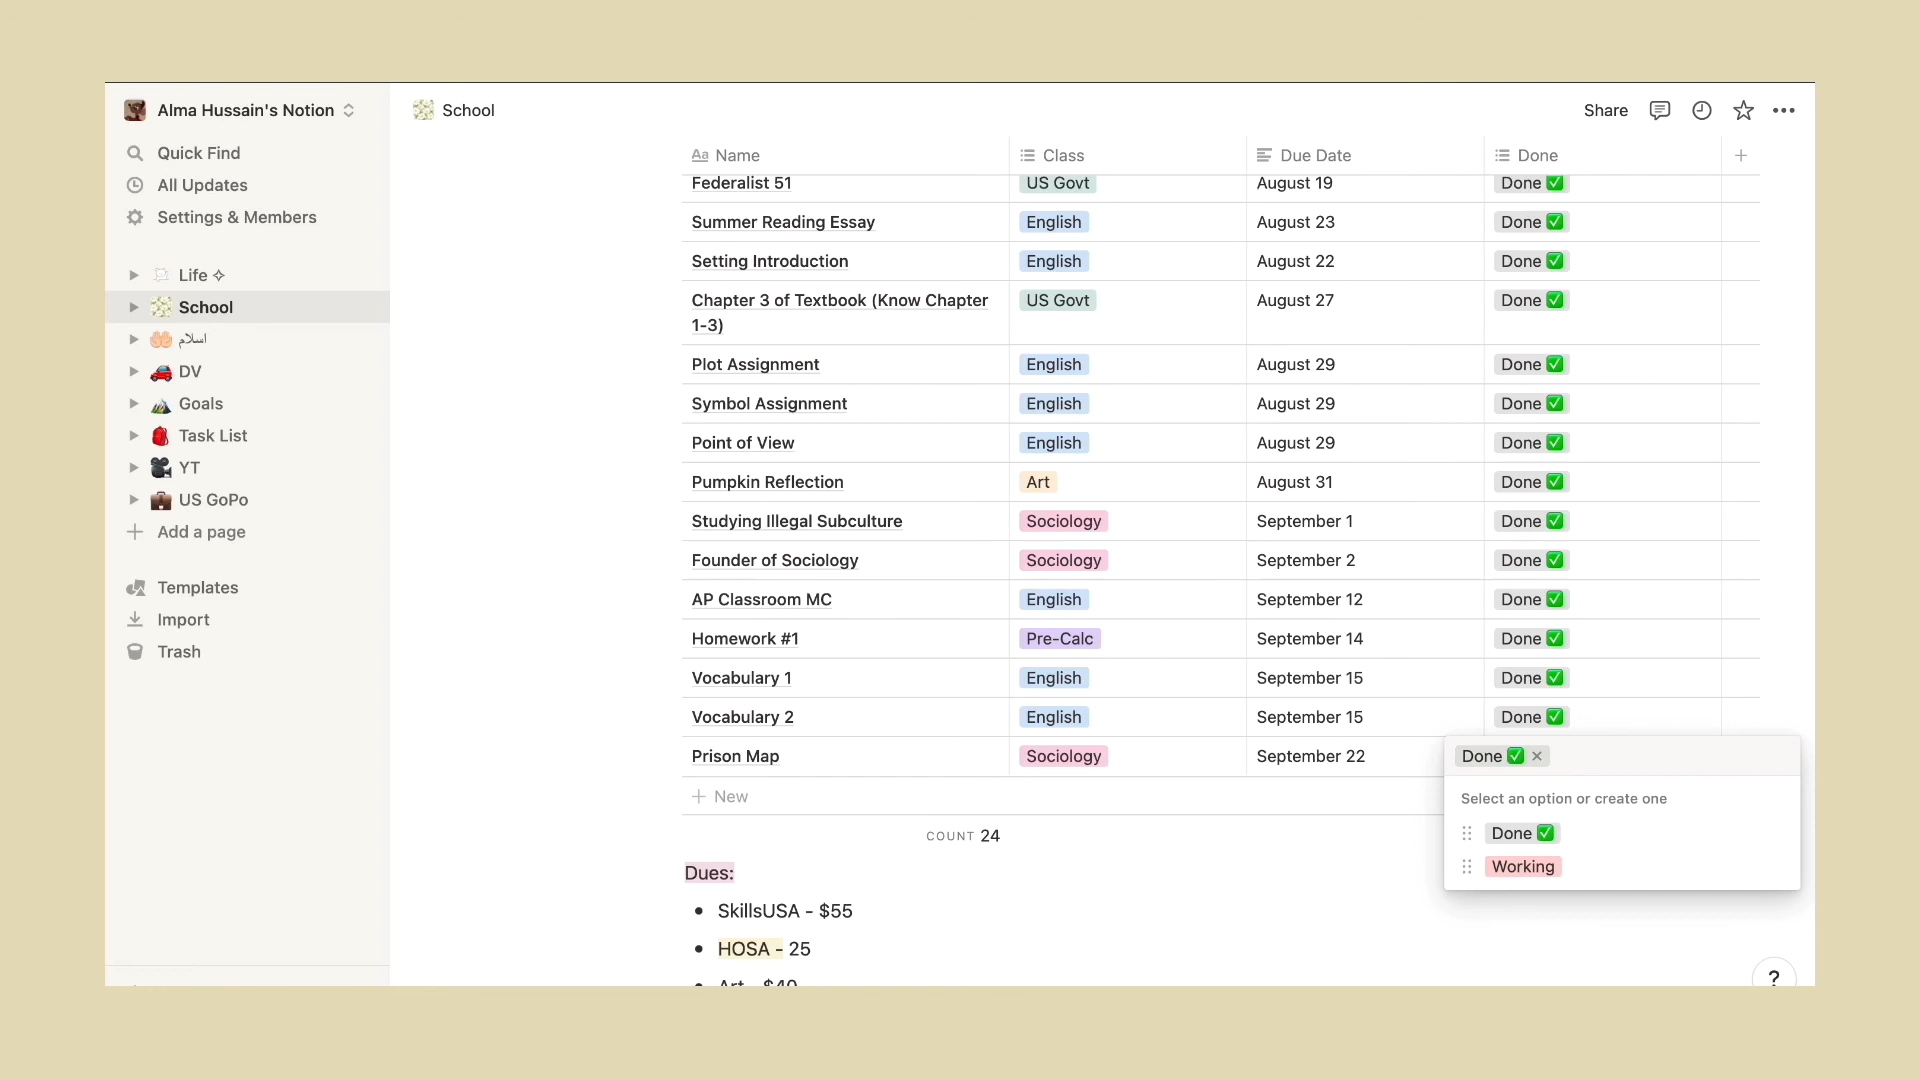 Alma Hussain's Notion
Quick Find
All Updates
Settings & Members
Life ✧
School
اسلام
DV
Goals
Task List
YT
US GoPo
Add a page
Templates
Import
Trash
School
Share
Aa Name Class Due Date Done
Federalist 51 US Govt August 19 Done ✅
Summer Reading Essay English August 23 Done ✅
Setting Introduction English August 22 Done ✅
Chapter 3 of Textbook (Know Chapter US Govt August 27 Done ✅
1-3)
Plot Assignment English August 29 Done ✅
Symbol Assignment English August 29 Done ✅
Point of View English August 29 Done ✅
Pumpkin Reflection Art August 31 Done ✅
Studying Illegal Subculture Sociology September 1 Done ✅
Founder of Sociology Sociology September 2 Done ✅
AP Classroom MC English September 12 Done ✅
Homework #1 Pre-Calc September 14 Done ✅
Vocabulary 1 English September 15 Done ✅
Vocabulary 2 English September 15 Done ✅
Prison Map Sociology September 22 Done ✅ ×
+ New
Select an option or create one
Done ✅
Working
COUNT 24
Dues:
• SkillsUSA - $55
• HOSA - 25
• Art - $40
?